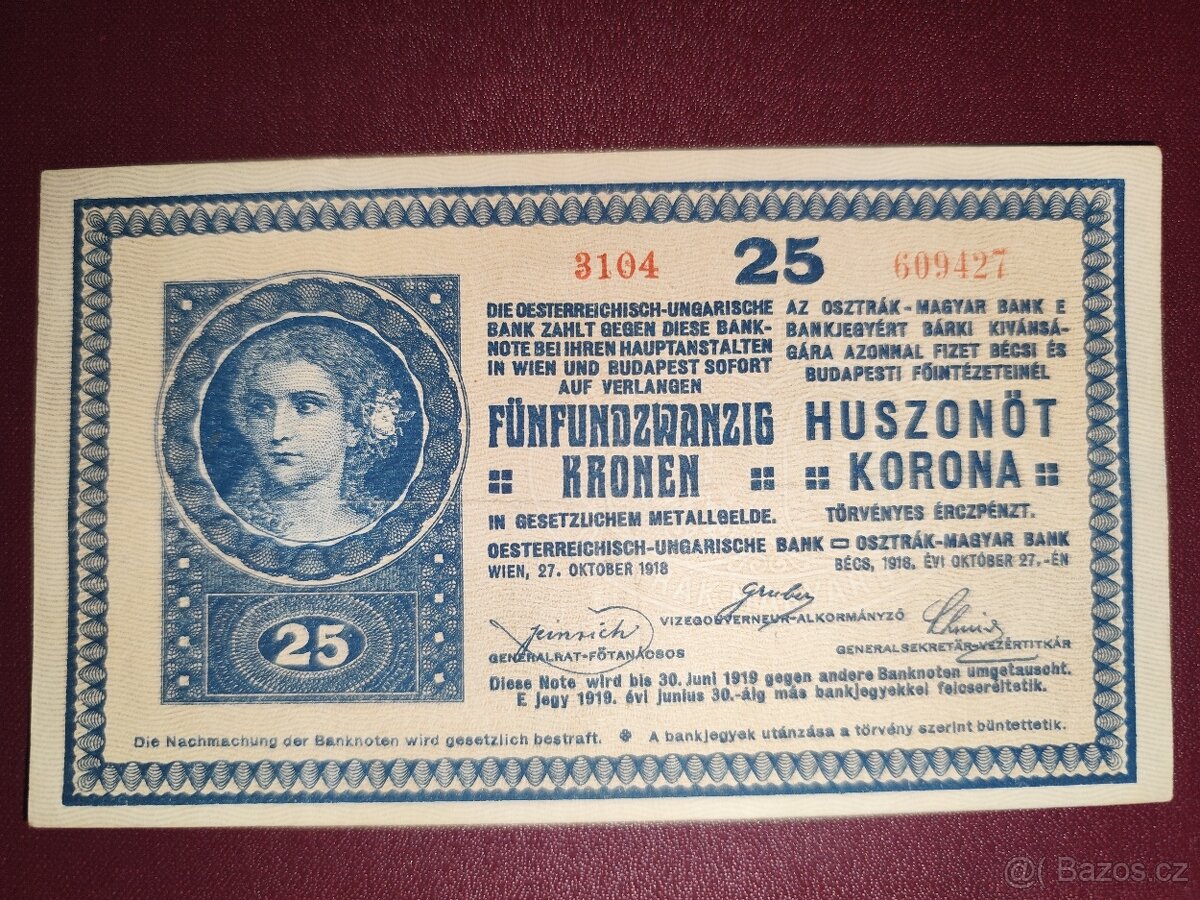 3104 25 609427
DIE OESTERREICHISCH-UNGARISCHE
BANK ZAHLT GEGEN DIESE BANK-
NOTE BEI IHREN HAUPTANSTALTEN
IN WIEN UND BUDAPEST SOFORT
AUF VERLANGEN
FÜNFUNDZWANZIG
KRONEN
IN GESETZLICHEM METALLGELDE.
AZ OSZTRÁK-MAGYAR BANK E
BANKJEGYÉRT BÁRKI KIVÁNSÁ-
GÁRA AZONNAL FIZET BÉCSI ÉS
BUDAPESTI FŐINTÉZETEINÉL
HUSZONÖT
KORONA
TÖRVÉNYES ÉRCZPÉNZT.
OESTERREICHISCH-UNGARISCHE BANK OSZTRÁK-MAGYAR BANK
WIEN, 27. OKTOBER 1918 BÉCS, 1918. ÉVI OKTOBER 27.-ÉN
Gruber
VIZEGOUVERNEUR-ALKORMÁNYZÓ
GENERALRAT-FŐTANÁCSOS
GENERALSEKRETÄR-VEZÉRTITKÁR
25
Diese Note wird bis 30. Juni 1919 gegen andere Banknoten umgetauscht.
E jegy 1919. évi junius 30.-áig más bankjegyekkel felcseréltetik.
Die Nachmachung der Banknoten wird gesetzlich bestraft. A bankjegyek utánzása a törvény szerint büntettetik.
Bazos.cz